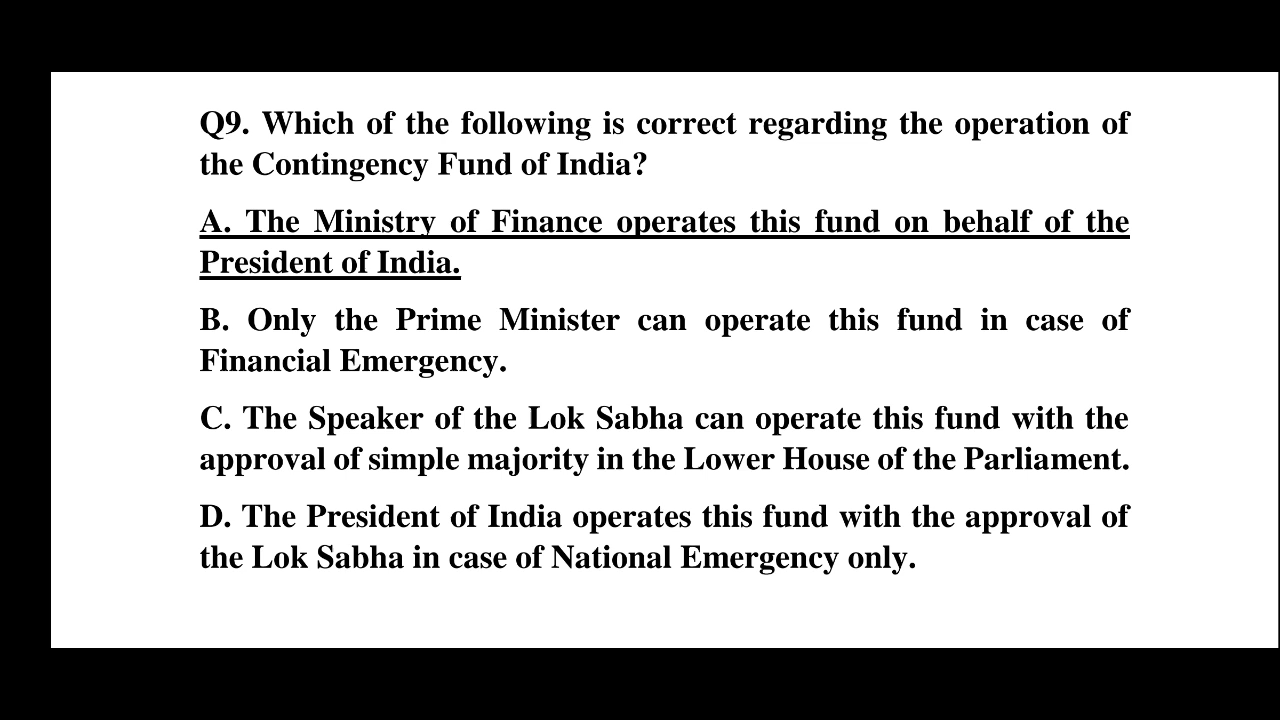 Q9. Which of the following is correct regarding the operation of
the Contingency Fund of India?
A. The Ministry of Finance operates this fund on behalf of the
President of India.
B. Only the Prime Minister can operate this fund in case of
Financial Emergency.
C. The Speaker of the Lok Sabha can operate this fund with the
approval of simple majority in the Lower House of the Parliament.
D. The President of India operates this fund with the approval of
the Lok Sabha in case of National Emergency only.